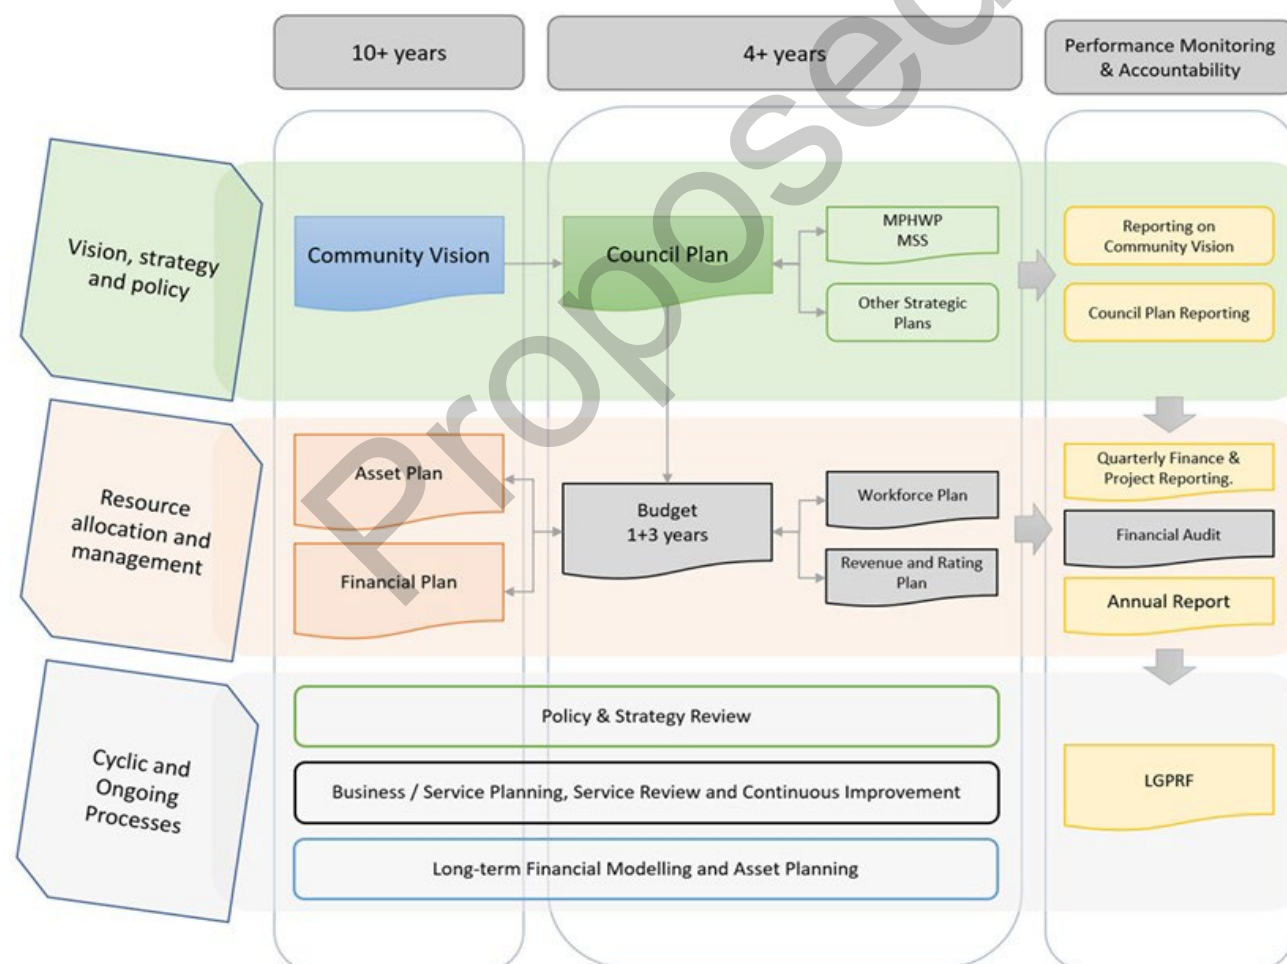 10+ years
4+ years
Performance Monitoring
& Accountability
Vision, strategy
and policy
Community Vision
Council Plan
MPHWP
MSS
Other Strategic
Plans
Reporting on
Community Vision
Council Plan Reporting
Resource
allocation and
management
Asset Plan
Financial Plan
Budget
1+3 years
Workforce Plan
Revenue and Rating
Plan
Quarterly Finance &
Project Reporting.
Financial Audit
Annual Report
Cyclic and
Ongoing
Processes
Policy & Strategy Review
Business / Service Planning, Service Review and Continuous Improvement
Long-term Financial Modelling and Asset Planning
LGPRF
Proposed